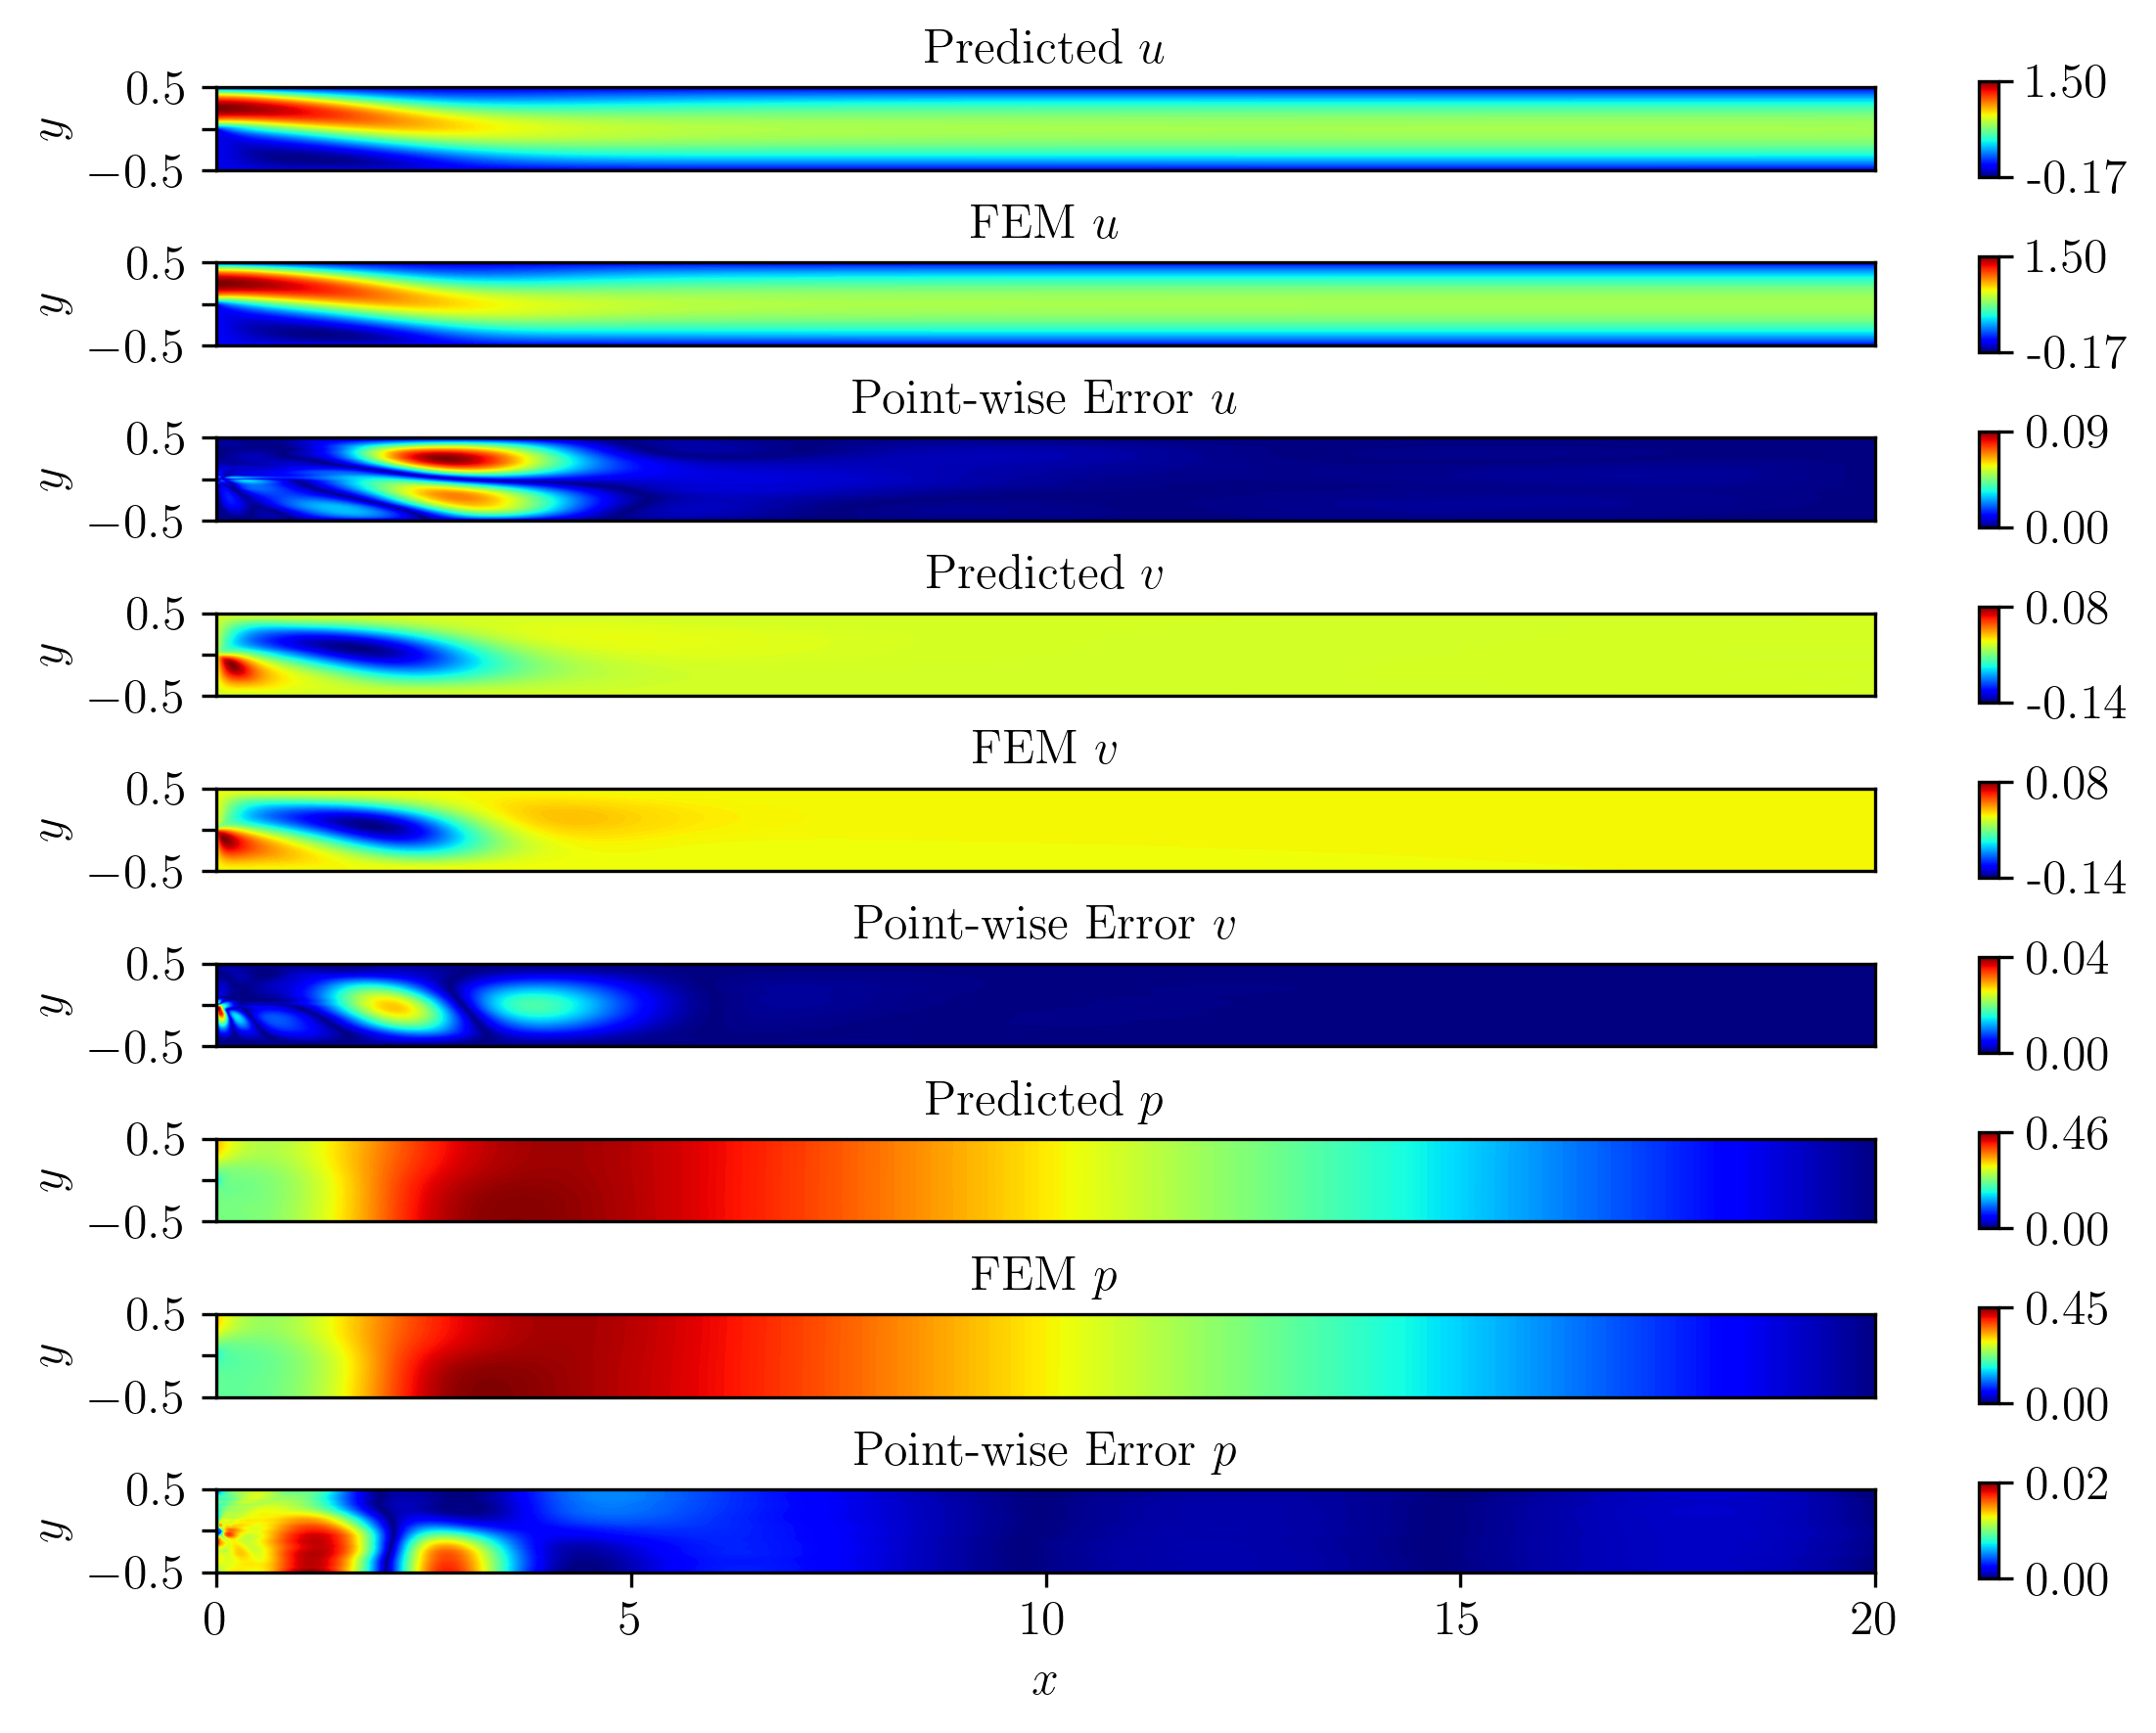 Predicted u
0.5
y
−0.5
1.50
-0.17
FEM u
0.5
y
−0.5
1.50
-0.17
Point-wise Error u
0.5
y
−0.5
0.09
0.00
Predicted v
0.5
y
−0.5
0.08
-0.14
FEM v
0.5
y
−0.5
0.08
-0.14
Point-wise Error v
0.5
y
−0.5
0.04
0.00
Predicted p
0.5
y
−0.5
0.46
0.00
FEM p
0.5
y
−0.5
0.45
0.00
Point-wise Error p
0.5
y
−0.5
0.02
0.00
0 5 10 15 20
x